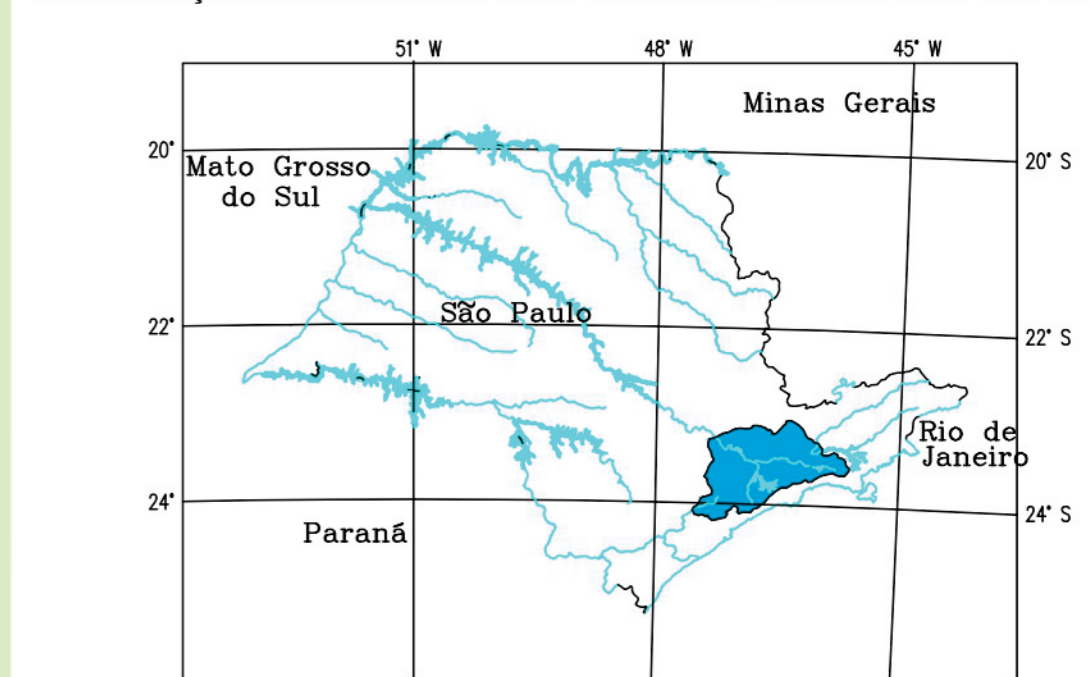 51° W
48° W
45° W
Minas Gerais
20°
20° S
Mato Grosso
do Sul
São Paulo
22°
22° S
Rio de
Janeiro
24°
24° S
Paraná